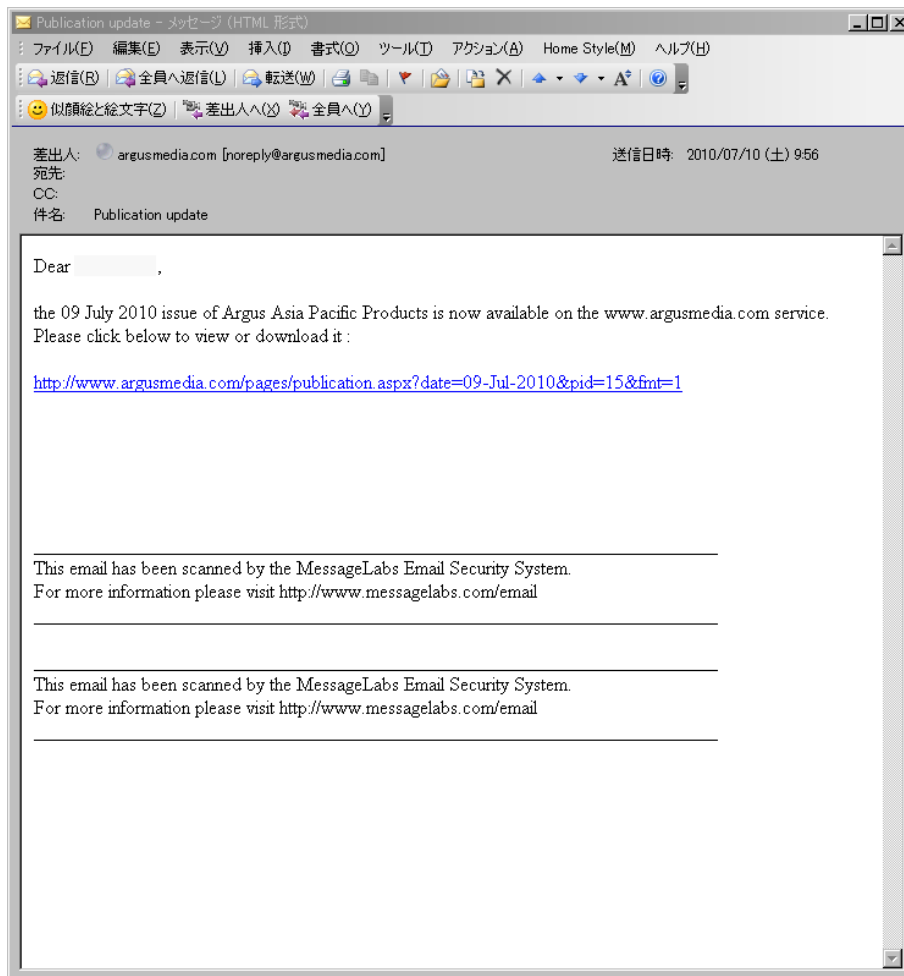 Publication update - メッセージ (HTML 形式)
ファイル(F) 編集(E) 表示(V) 挿入(I) 書式(O) ツール(T) アクション(A) Home Style(M) ヘルプ(H)
返信(R) 全員へ返信(L) 転送(W)
似顔絵と絵文字(Z) 差出人へ(X) 全員へ(Y)
差出人: argusmedia.com [noreply@argusmedia.com] 送信日時: 2010/07/10 (土) 9:56
宛先:
CC:
件名: Publication update
Dear ,
the 09 July 2010 issue of Argus Asia Pacific Products is now available on the www.argusmedia.com service.
Please click below to view or download it :
http://www.argusmedia.com/pages/publication.aspx?date=09-Jul-2010&pid=15&fmt=1
This email has been scanned by the MessageLabs Email Security System.
For more information please visit http://www.messagelabs.com/email
This email has been scanned by the MessageLabs Email Security System.
For more information please visit http://www.messagelabs.com/email